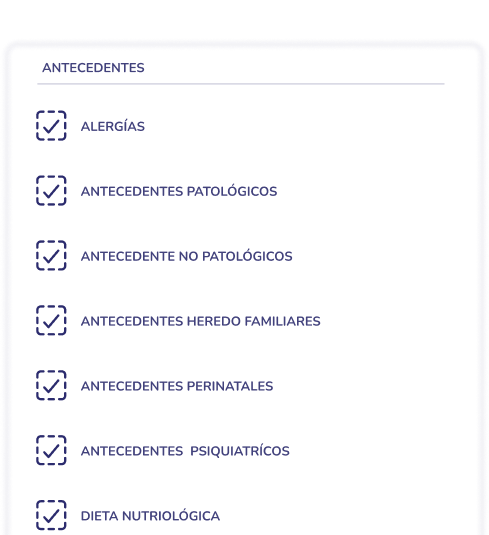 ANTECEDENTES
ALERGÍAS
ANTECEDENTES PATOLÓGICOS
ANTECEDENTE NO PATOLÓGICOS
ANTECEDENTES HEREDO FAMILIARES
ANTECEDENTES PERINATALES
ANTECEDENTES  PSIQUIATRÍCOS
DIETA NUTRIOLÓGICA